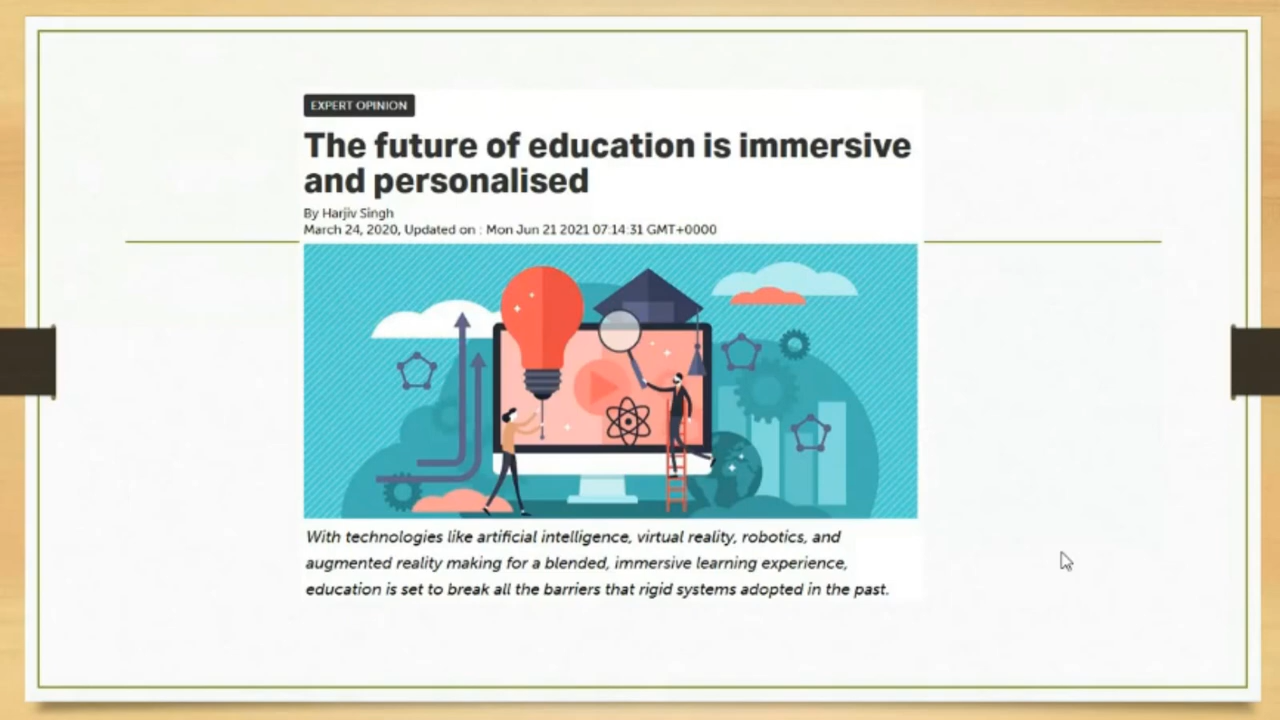 EXPERT OPINION
The future of education is immersive
and personalised
By Harjiv Singh
March 24, 2020, Updated on : Mon Jun 21 2021 07:14:31 GMT+0000
With technologies like artificial intelligence, virtual reality, robotics, and
augmented reality making for a blended, immersive learning experience,
education is set to break all the barriers that rigid systems adopted in the past.